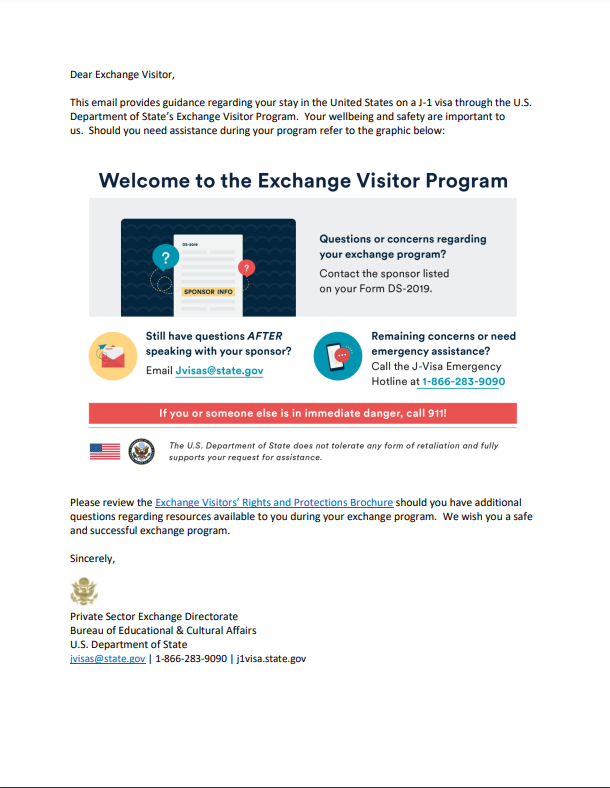 Dear Exchange Visitor,
This email provides guidance regarding your stay in the United States on a J-1 visa through the U.S.
Department of State’s Exchange Visitor Program.  Your wellbeing and safety are important to
us.  Should you need assistance during your program refer to the graphic below:
Welcome to the Exchange Visitor Program
DS-2019
?
?
SPONSOR INFO
Questions or concerns regarding
your exchange program?
Contact the sponsor listed
on your Form DS-2019.
Still have questions AFTER
speaking with your sponsor?
Email Jvisas@state.gov
Remaining concerns or need
emergency assistance?
Call the J-Visa Emergency
Hotline at 1-866-283-9090
If you or someone else is in immediate danger, call 911!
The U.S. Department of State does not tolerate any form of retaliation and fully
supports your request for assistance.
Please review the Exchange Visitors’ Rights and Protections Brochure should you have additional
questions regarding resources available to you during your exchange program.  We wish you a safe
and successful exchange program.
Sincerely,
Private Sector Exchange Directorate
Bureau of Educational & Cultural Affairs
U.S. Department of State
jvisas@state.gov | 1-866-283-9090 | j1visa.state.gov